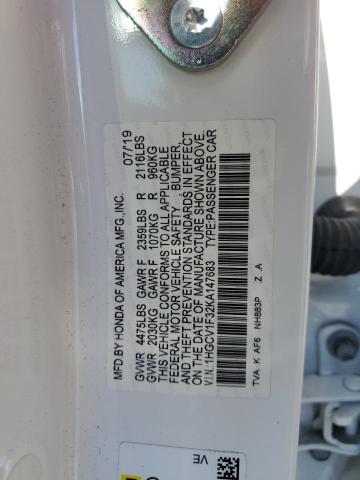 MFD BY HONDA OF AMERICA MFG., INC. 07/19
GVWR 4475LBS GAWR F 2359LBS R 2116LBS
GVWR 2030KG GAWR F 1070KG R 960KG
THIS VEHICLE CONFORMS TO ALL APPLICABLE
FEDERAL MOTOR VEHICLE SAFETY, BUMPER,
AND THEFT PREVENTION STANDARDS IN EFFECT
ON THE DATE OF MANUFACTURE SHOWN ABOVE.
V.I.N. 1HGCV1F32KA147683 TYPE:PASSENGER CAR
TVA K AF6 NH883P Z A
VE